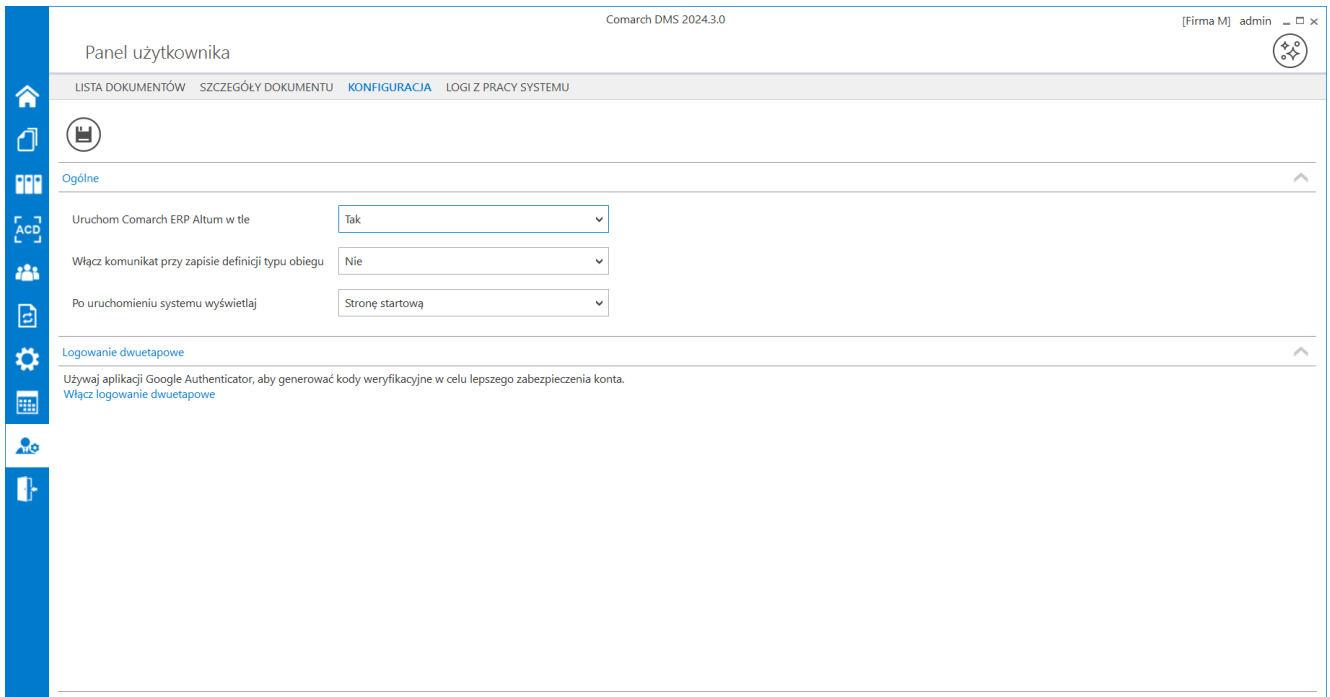 Comarch DMS 2024.3.0
[Firma M] admin
Panel użytkownika
LISTA DOKUMENTÓW SZCZEGÓŁY DOKUMENTU KONFIGURACJA LOGI Z PRACY SYSTEMU
Ogólne
Uruchom Comarch ERP Altum w tle Tak
Włącz komunikat przy zapisie definicji typu obiegu Nie
Po uruchomieniu systemu wyświetlaj Stronę startową
Logowanie dwuetapowe
Używaj aplikacji Google Authenticator, aby generować kody weryfikacyjne w celu lepszego zabezpieczenia konta.
Włącz logowanie dwuetapowe
ACD